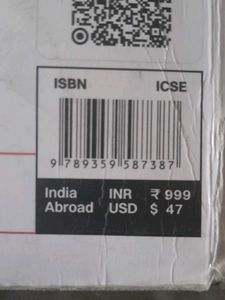 ISBN ICSE
9 789359 587387
India INR ₹ 999
Abroad USD $ 47